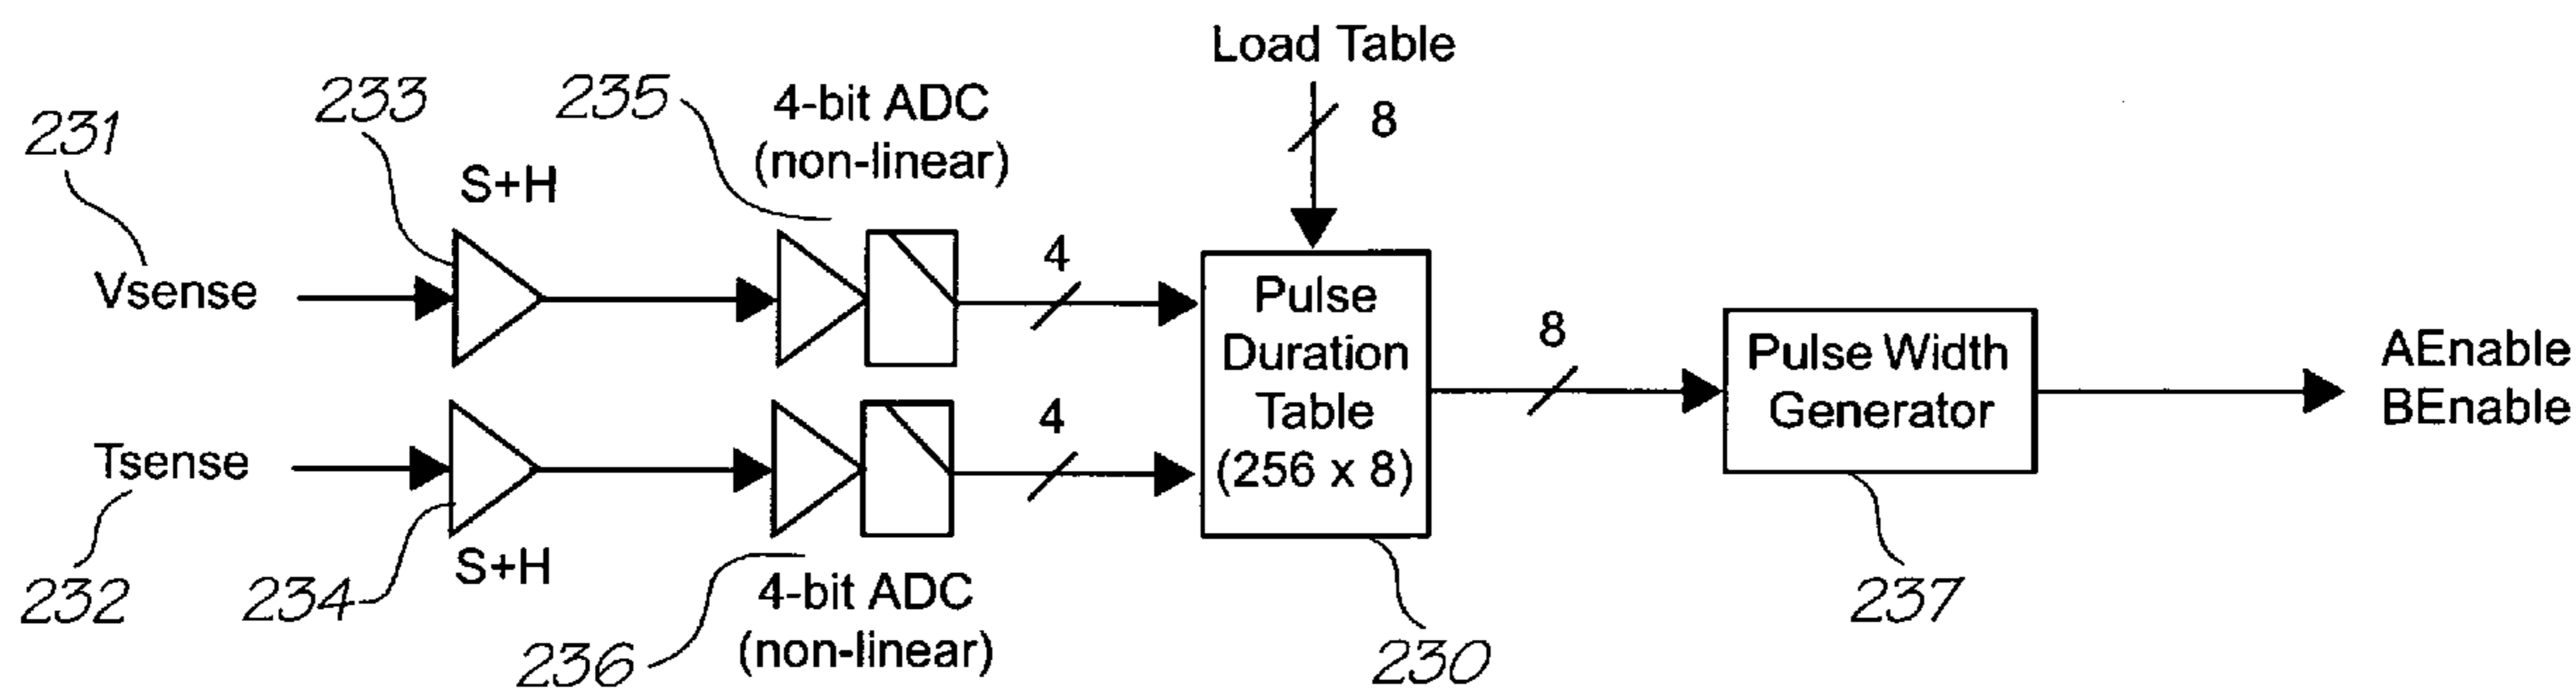 Load Table
8
231
233
235
4-bit ADC
(non-linear)
S+H
Vsense
4
Pulse
Duration
Table
(256 x 8)
8
Pulse Width
Generator
AEnable
BEnable
Tsense
4
232
234
S+H
236
4-bit ADC
(non-linear)
230
237